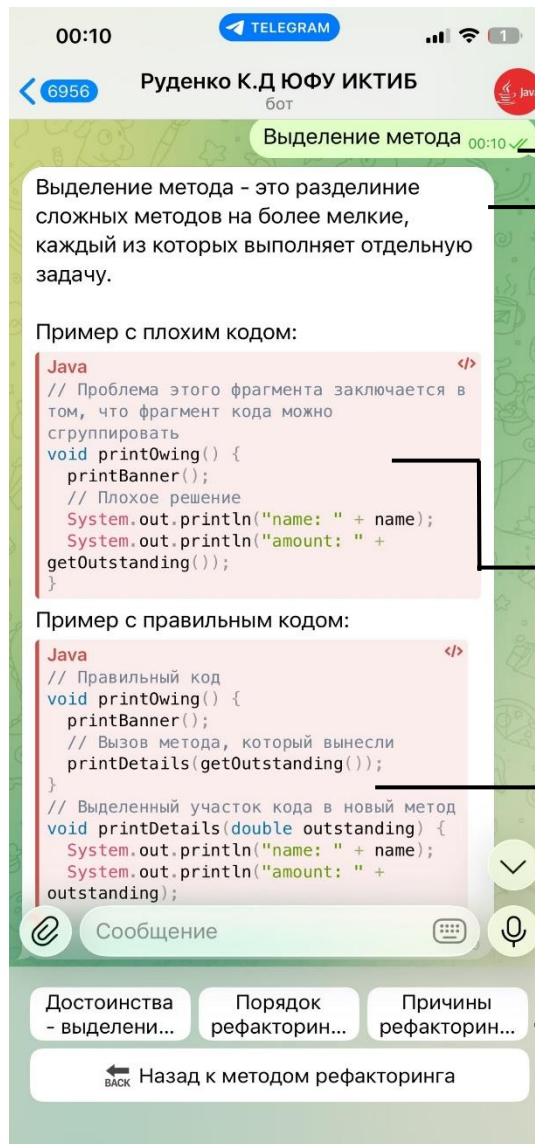 00:10
TELEGRAM
1
6956
Руденко К.Д ЮФУ ИКТИБ
бот
Java
Выделение метода 00:10
Выделение метода - это разделиние
сложных методов на более мелкие,
каждый из которых выполняет отдельную
задачу.
Пример с плохим кодом:
Java </>
// Проблема этого фрагмента заключается в
том, что фрагмент кода можно
сгруппировать
void printOwing() {
printBanner();
// Плохое решение
System.out.println("name: " + name);
System.out.println("amount: " +
getOutstanding());
}
Пример с правильным кодом:
Java </>
// Правильный код
void printOwing() {
printBanner();
// Вызов метода, который вынесли
printDetails(getOutstanding());
}
// Выделенный участок кода в новый метод
void printDetails(double outstanding) {
System.out.println("name: " + name);
System.out.println("amount: " +
outstanding);
Сообщение
Достоинства
- выделени...
Порядок
рефакторин...
Причины
рефакторин...
BACK Назад к методом рефакторинга